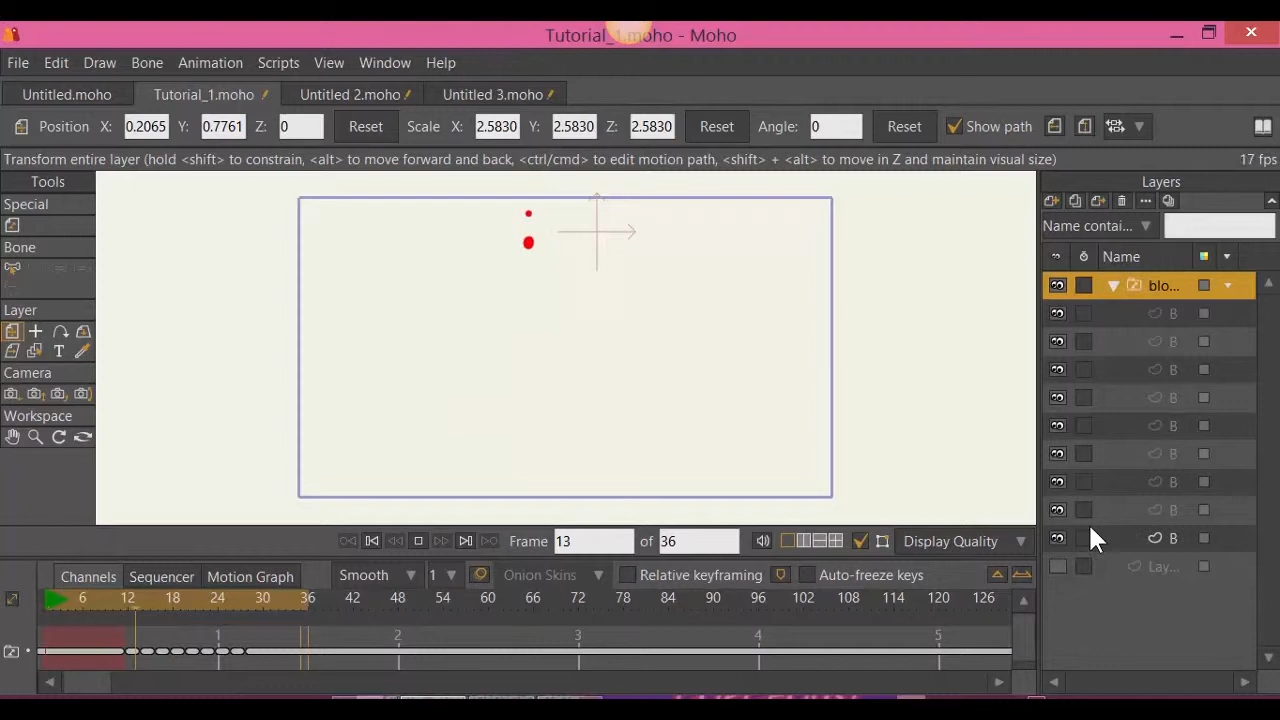 Tutorial_1.moho - Moho
File Edit Draw Bone Animation Scripts View Window Help
Untitled.moho Tutorial_1.moho Untitled 2.moho Untitled 3.moho
Position X: 0.2065 Y: 0.7761 Z: 0 Reset Scale X: 2.5830 Y: 2.5830 Z: 2.5830 Reset Angle: 0 Reset Show path
Transform entire layer (hold <shift> to constrain, <alt> to move forward and back, <ctrl/cmd> to edit motion path, <shift> + <alt> to move in Z and maintain visual size) 17 fps
Tools
Special
Bone
Layer
T
Camera
Workspace
Layers
Name contai...
Name
blo...
B
B
B
B
B
B
B
B
B
Lay...
Frame 13 of 36 Display Quality
Channels Sequencer Motion Graph Smooth 1 Onion Skins Relative keyframing Auto-freeze keys
6 12 18 24 30 36 42 48 54 60 66 72 78 84 90 96 102 108 114 120 126
1 2 3 4 5